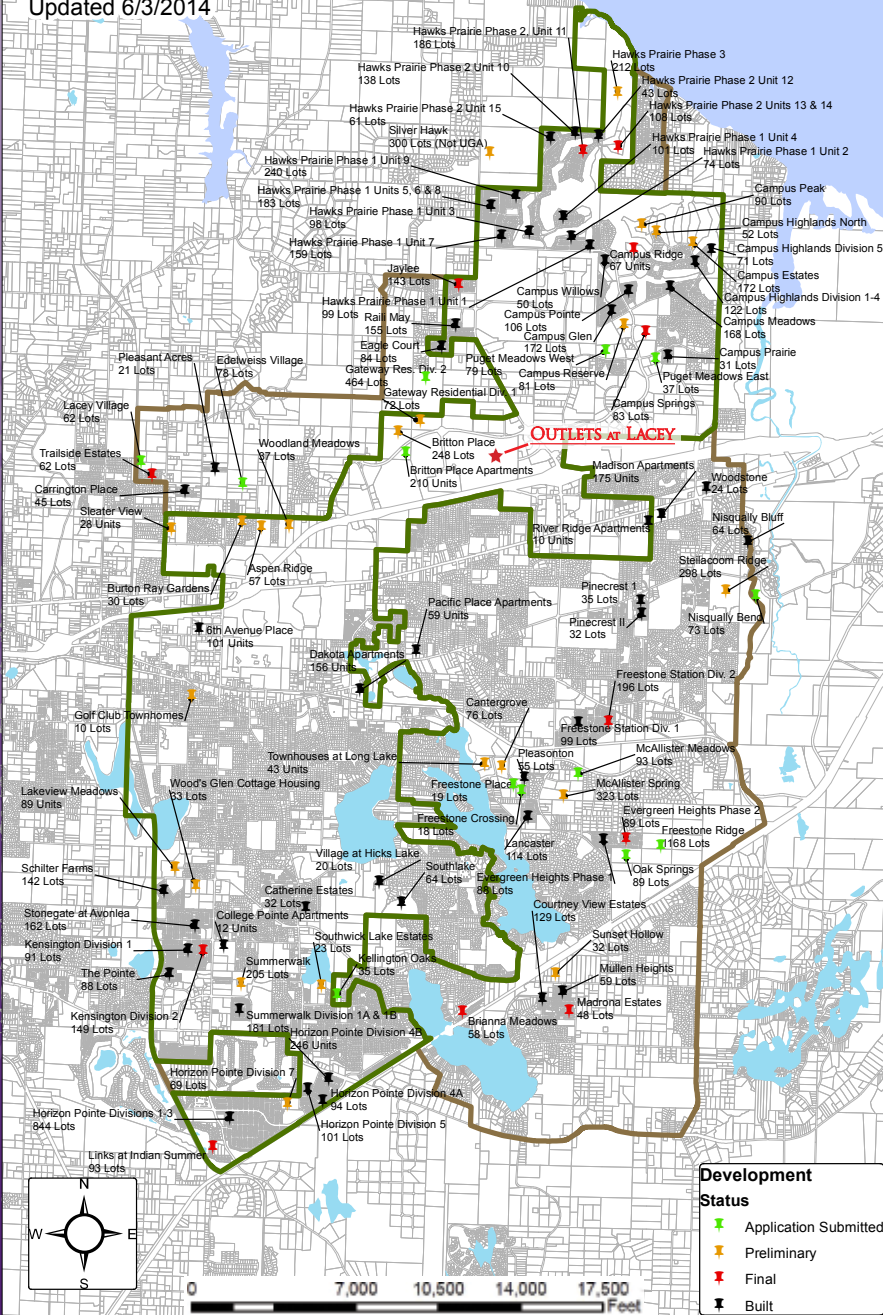 Updated 6/3/2014
Hawks Prairie Phase 2, Unit 11
186 Lots
Hawks Prairie Phase 3
212 Lots
Hawks Prairie Phase 2 Unit 10
138 Lots
Hawks Prairie Phase 2 Unit 12
43 Lots
Hawks Prairie Phase 2 Unit 15
61 Lots
Hawks Prairie Phase 2 Units 13 & 14
108 Lots
Silver Hawk
300 Lots (Not UGA)
Hawks Prairie Phase 1 Unit 4
101 Lots
Hawks Prairie Phase 1 Unit 2
74 Lots
Hawks Prairie Phase 1 Unit 9
240 Lots
Hawks Prairie Phase 1 Units 5, 6 & 8
183 Lots
Campus Peak
90 Lots
Hawks Prairie Phase 1 Unit 3
98 Lots
Campus Highlands North
52 Lots
Hawks Prairie Phase 1 Unit 7
159 Lots
Campus Highlands Division 5
71 Lots
Campus Ridge
67 Units
Jaylee
143 Lots
Campus Estates
172 Lots
Campus Willows
50 Lots
Campus Highlands Division 1-4
122 Lots
Hawks Prairie Phase 1 Unit 1
99 Lots
Campus Pointe
106 Lots
Campus Meadows
168 Lots
Raili May
155 Lots
Campus Glen
172 Lots
Eagle Court
84 Lots
Campus Prairie
31 Lots
Pleasant Acres
21 Lots
Edelweiss Village
78 Lots
Puget Meadows West
79 Lots
Gateway Res. Div. 2
464 Lots
Campus Reserve
81 Lots
Puget Meadows East
37 Lots
Gateway Residential Div. 1
72 Lots
Campus Springs
83 Lots
Lacey Village
62 Lots
OUTLETS AT LACEY
Woodland Meadows
37 Lots
Britton Place
248 Lots
Trailside Estates
62 Lots
Britton Place Apartments
210 Units
Madison Apartments
175 Units
Woodstone
24 Lots
Carrington Place
45 Lots
Sleater View
28 Units
Nisqually Bluff
64 Lots
River Ridge Apartments
10 Units
Steilacoom Ridge
298 Lots
Aspen Ridge
57 Lots
Burton Ray Gardens
30 Lots
Pinecrest 1
35 Lots
Pacific Place Apartments
59 Units
Pinecrest II
32 Lots
Nisqually Bend
73 Lots
6th Avenue Place
101 Units
Dakota Apartments
156 Units
Freestone Station Div. 2
196 Lots
Golf Club Townhomes
10 Lots
Cantergrove
76 Lots
Freestone Station Div. 1
99 Lots
Townhouses at Long Lake
43 Units
Pleasonton
55 Lots
McAllister Meadows
93 Lots
Wood's Glen Cottage Housing
33 Lots
Freestone Place
19 Lots
McAllister Spring
323 Lots
Lakeview Meadows
89 Units
Evergreen Heights Phase 2
89 Lots
Freestone Crossing
18 Lots
Freestone Ridge
1168 Lots
Lancaster
114 Lots
Village at Hicks Lake
20 Lots
Southlake
64 Lots
Schilter Farms
142 Lots
Evergreen Heights Phase 1
88 Lots
Oak Springs
89 Lots
Catherine Estates
32 Lots
Courtney View Estates
129 Lots
Stonegate at Avonlea
162 Lots
College Pointe Apartments
12 Units
Southwick Lake Estates
23 Lots
Sunset Hollow
32 Lots
Kensington Division 1
91 Lots
Kellington Oaks
35 Lots
Summerwalk
205 Lots
Mullen Heights
59 Lots
The Pointe
88 Lots
Madrona Estates
48 Lots
Kensington Division 2
149 Lots
Summerwalk Division 1A & 1B
181 Lots
Brianna Meadows
58 Lots
Horizon Pointe Division 4B
246 Units
Horizon Pointe Division 7
69 Lots
Horizon Pointe Division 4A
94 Lots
Horizon Pointe Divisions 1-3
844 Lots
Horizon Pointe Division 5
101 Lots
Links at Indian Summer
93 Lots
Development
Status
Application Submitted
Preliminary
Final
Built
N
W E
S
0 7,000 10,500 14,000 17,500
Feet